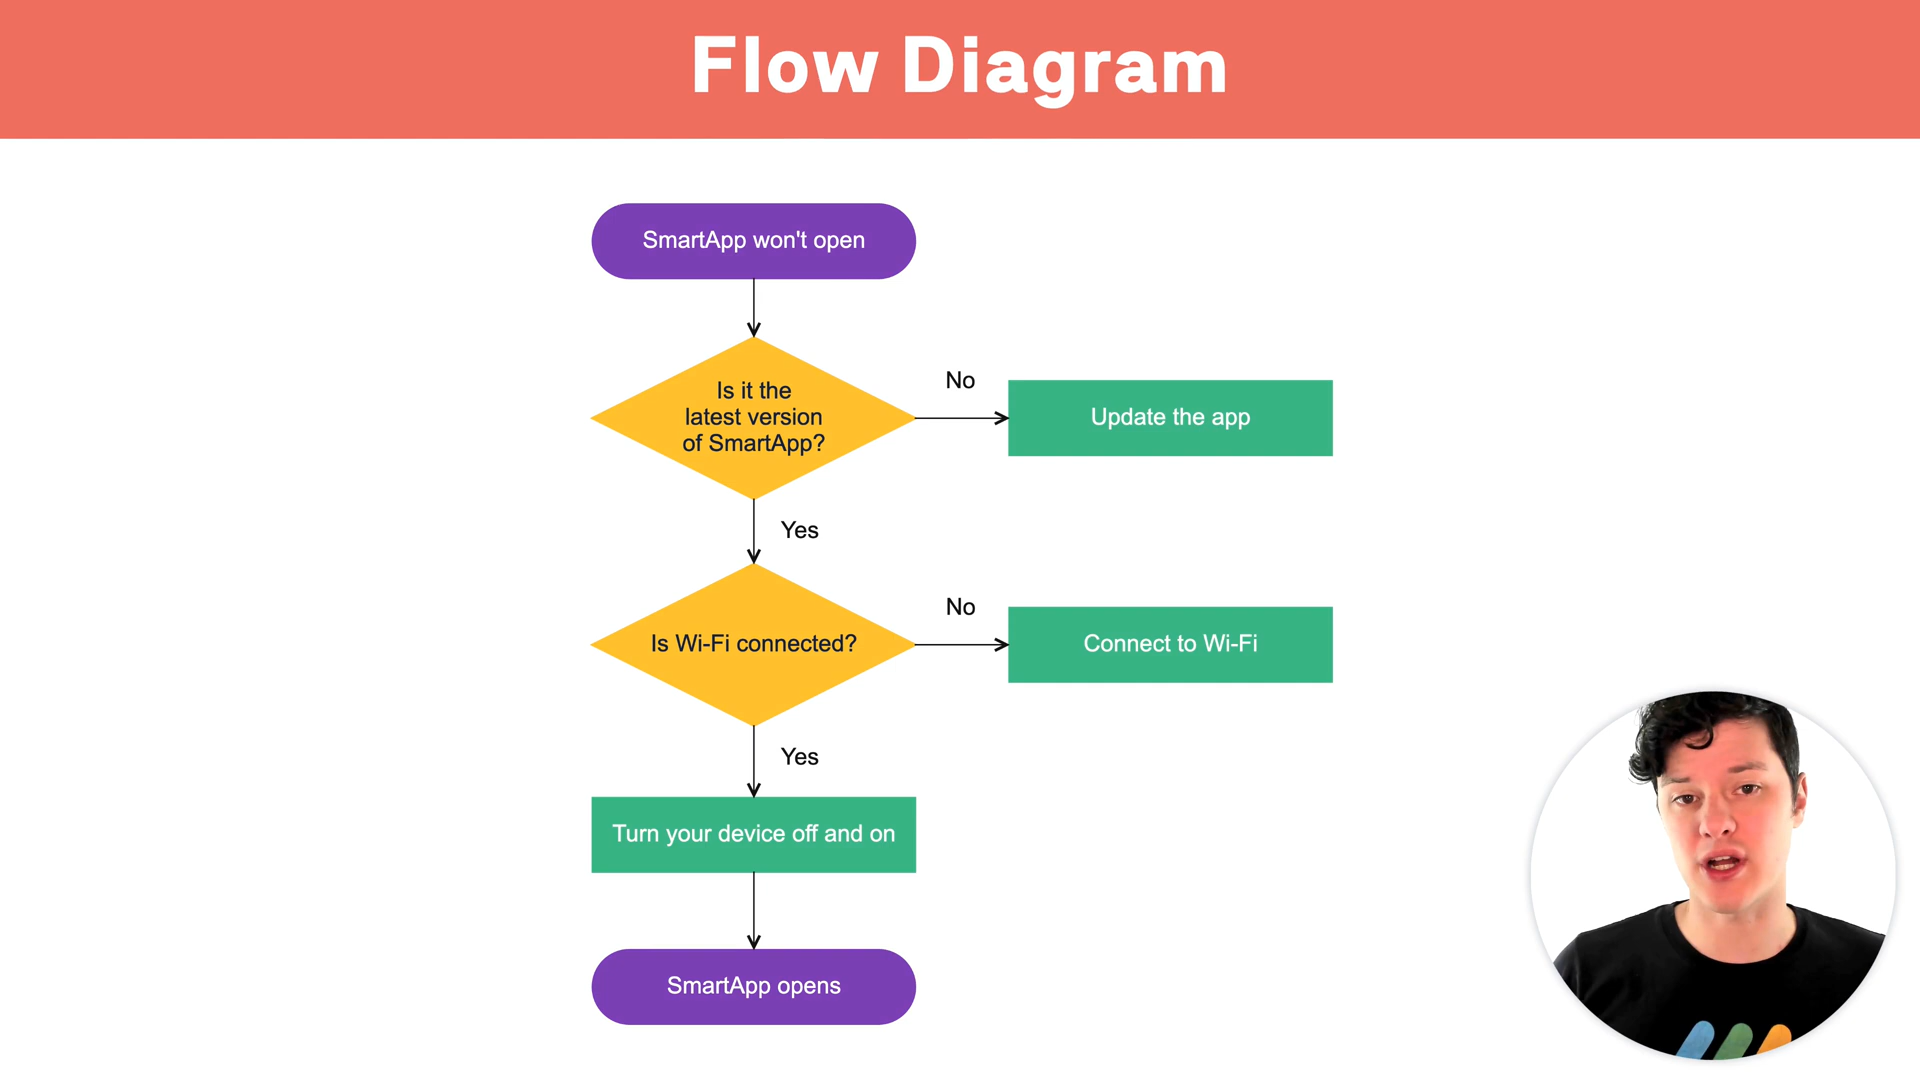 Flow Diagram
SmartApp won't open
Is it the
latest version
of SmartApp?
No
Update the app
Yes
Is Wi-Fi connected?
No
Connect to Wi-Fi
Yes
Turn your device off and on
SmartApp opens